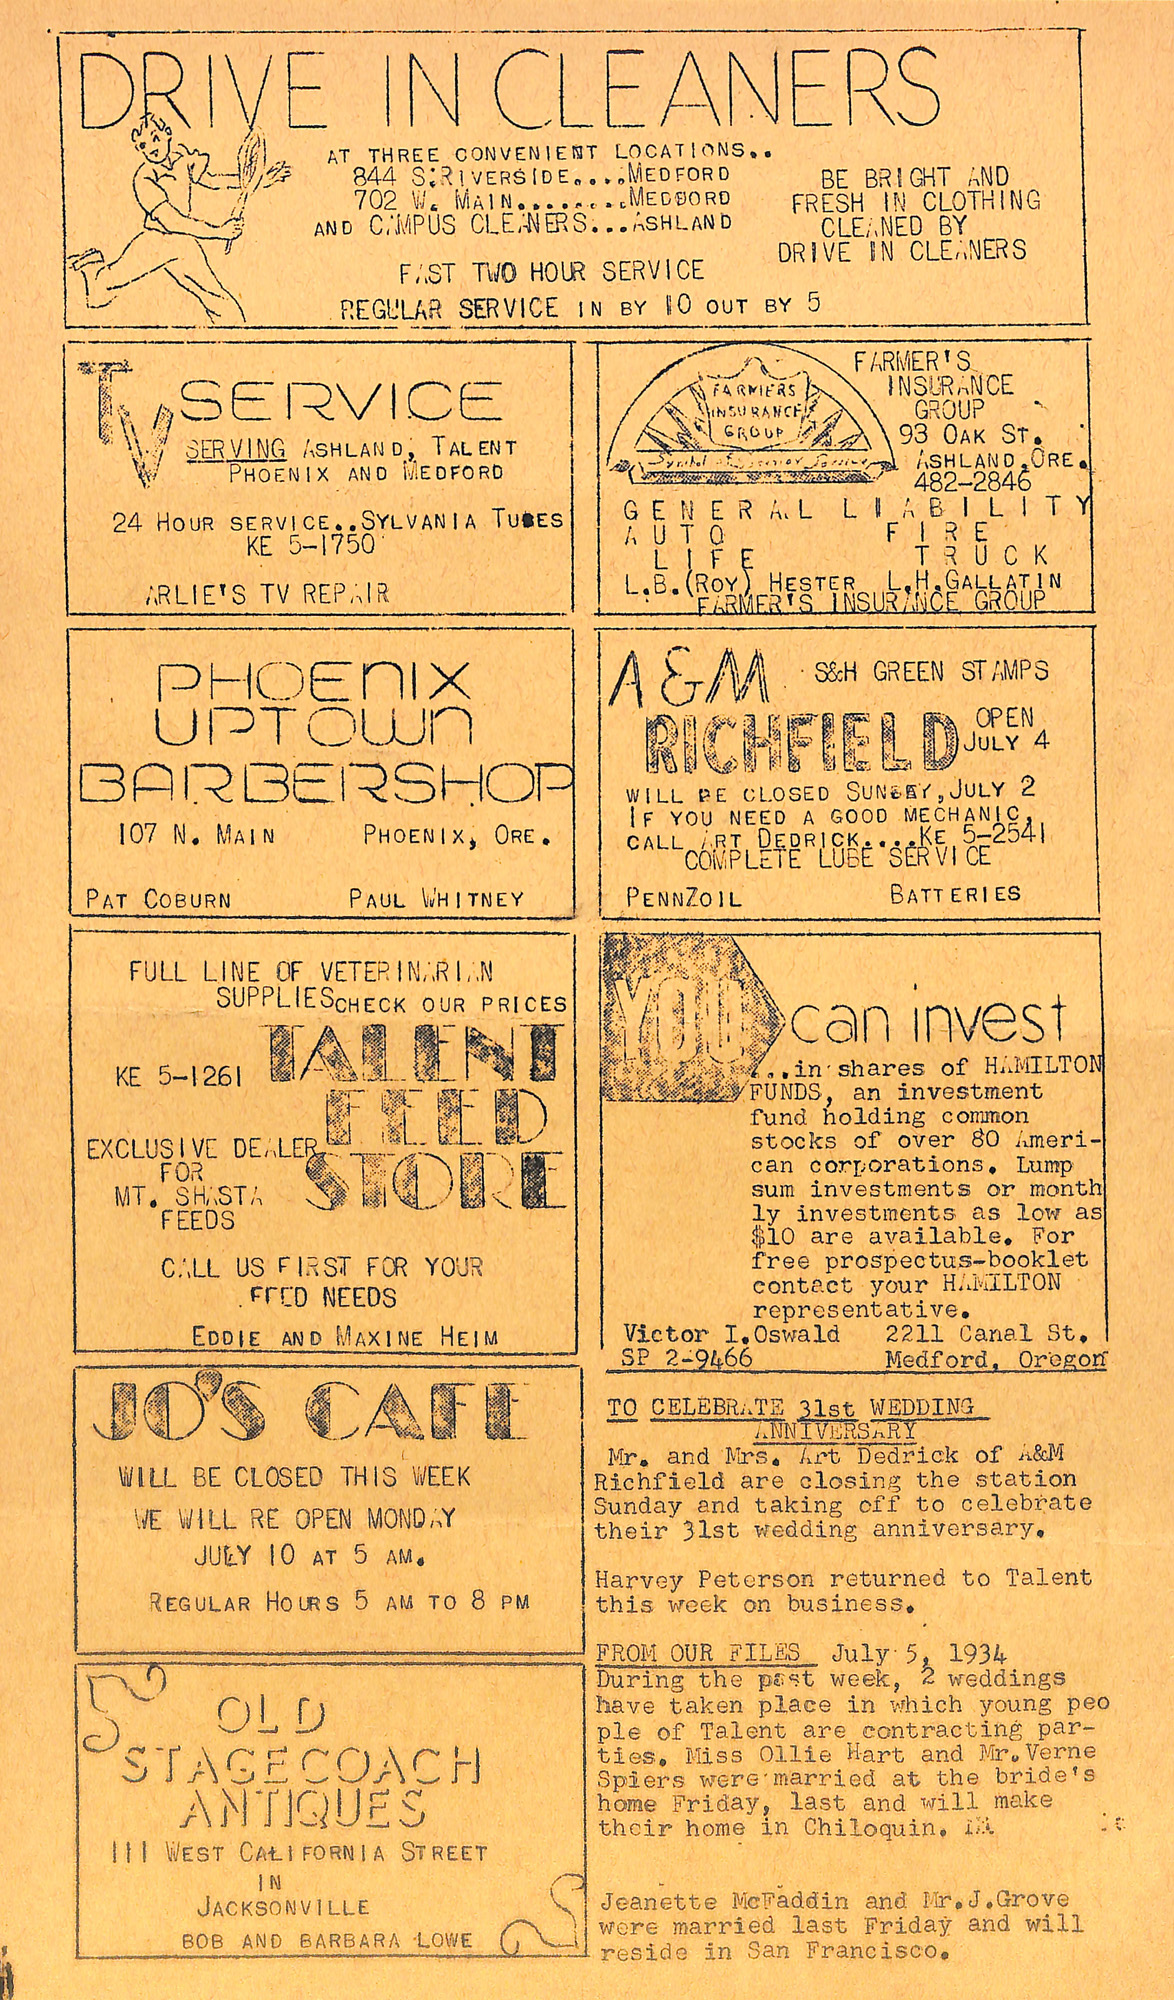 DRIVE IN CLEANERS
AT THREE CONVENIENT LOCATIONS..
844 S.RIVERSIDE....MEDFORD
702 W. MAIN........MEDFORD
AND CAMPUS CLEANERS...ASHLAND
FAST TWO HOUR SERVICE
REGULAR SERVICE IN BY 10 OUT BY 5
BE BRIGHT AND
FRESH IN CLOTHING
CLEANED BY
DRIVE IN CLEANERS
TV SERVICE
SERVING ASHLAND, TALENT
PHOENIX AND MEDFORD
24 HOUR SERVICE..SYLVANIA TUBES
KE 5-1750
ARLIE'S TV REPAIR
FARMERS
INSURANCE
GROUP
FARMER'S
INSURANCE
GROUP
93 OAK ST.
ASHLAND,ORE.
482-2846
GENERAL LIABILITY
AUTO FIRE
LIFE TRUCK
L.B.(ROY) HESTER L.H.GALLATIN
FARMER'S INSURANCE GROUP
PHOENIX
UPTOWN
BARBERSHOP
107 N. MAIN PHOENIX, ORE.
PAT COBURN PAUL WHITNEY
A&M S&H GREEN STAMPS
RICHFIELD OPEN
JULY 4
WILL BE CLOSED SUNDAY,JULY 2
IF YOU NEED A GOOD MECHANIC,
CALL ART DEDRICK....KE 5-2541
COMPLETE LUBE SERVICE
PENNZOIL BATTERIES
FULL LINE OF VETERINARIAN
SUPPLIES CHECK OUR PRICES
KE 5-1261
TALENT
FEED
STORE
EXCLUSIVE DEALER
FOR
MT. SHASTA
FEEDS
CALL US FIRST FOR YOUR
FEED NEEDS
EDDIE AND MAXINE HEIM
YOU can invest
...in shares of HAMILTON
FUNDS, an investment
fund holding common
stocks of over 80 Ameri-
can corporations. Lump
sum investments or month
ly investments as low as
$10 are available. For
free prospectus-booklet
contact your HAMILTON
representative.
Victor I.Oswald 2211 Canal St.
SP 2-9466 Medford, Oregon
JO'S CAFE
WILL BE CLOSED THIS WEEK
WE WILL RE OPEN MONDAY
JULY 10 AT 5 AM.
REGULAR HOURS 5 AM TO 8 PM
OLD
STAGECOACH
ANTIQUES
111 WEST CALIFORNIA STREET
IN
JACKSONVILLE
BOB AND BARBARA LOWE
TO CELEBRATE 31st WEDDING
ANNIVERSARY
Mr. and Mrs. Art Dedrick of A&M
Richfield are closing the station
Sunday and taking off to celebrate
their 31st wedding anniversary.
Harvey Peterson returned to Talent
this week on business.
FROM OUR FILES July 5, 1934
During the past week, 2 weddings
have taken place in which young peo
ple of Talent are contracting par-
ties. Miss Ollie Hart and Mr.Verne
Spiers were married at the bride's
home Friday, last and will make
their home in Chiloquin.
Jeanette McFaddin and Mr.J.Grove
were married last Friday and will
reside in San Francisco.